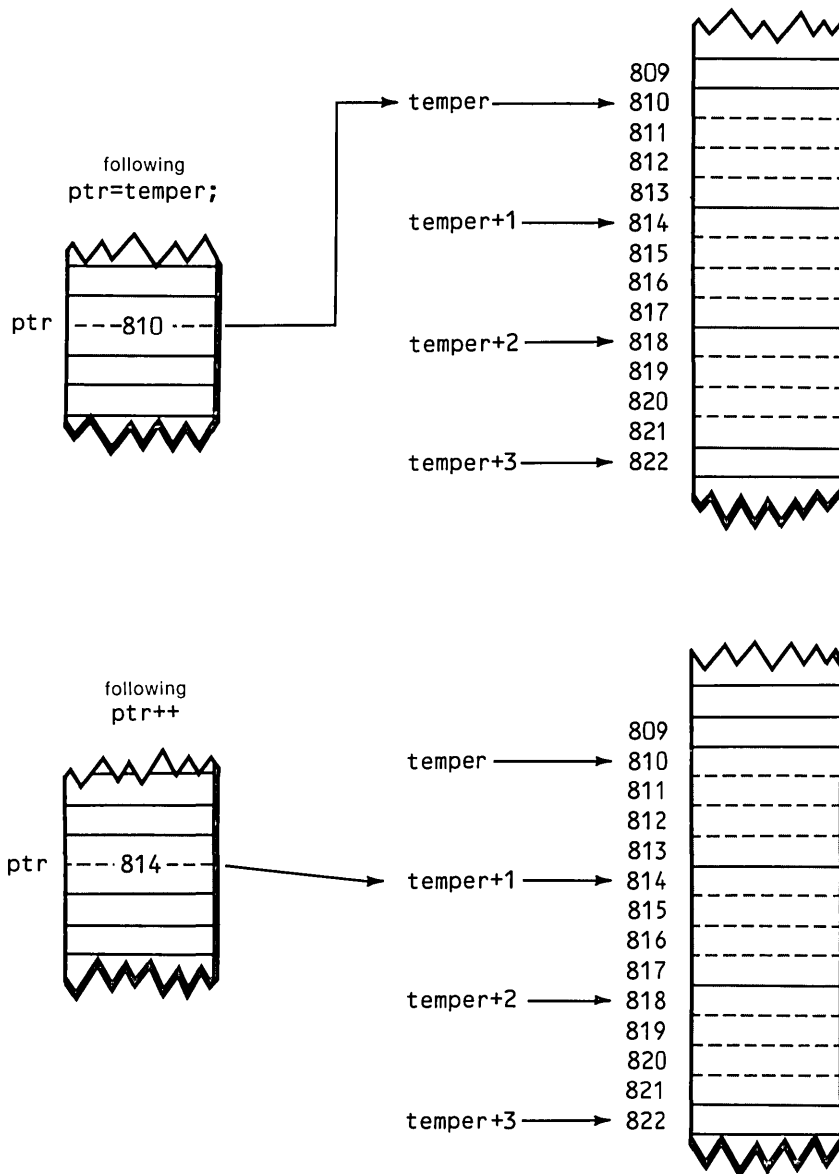 following
ptr=temper;
ptr
810
temper
temper+1
temper+2
temper+3
809
810
811
812
813
814
815
816
817
818
819
820
821
822
following
ptr++
ptr
814
temper
temper+1
temper+2
temper+3
809
810
811
812
813
814
815
816
817
818
819
820
821
822